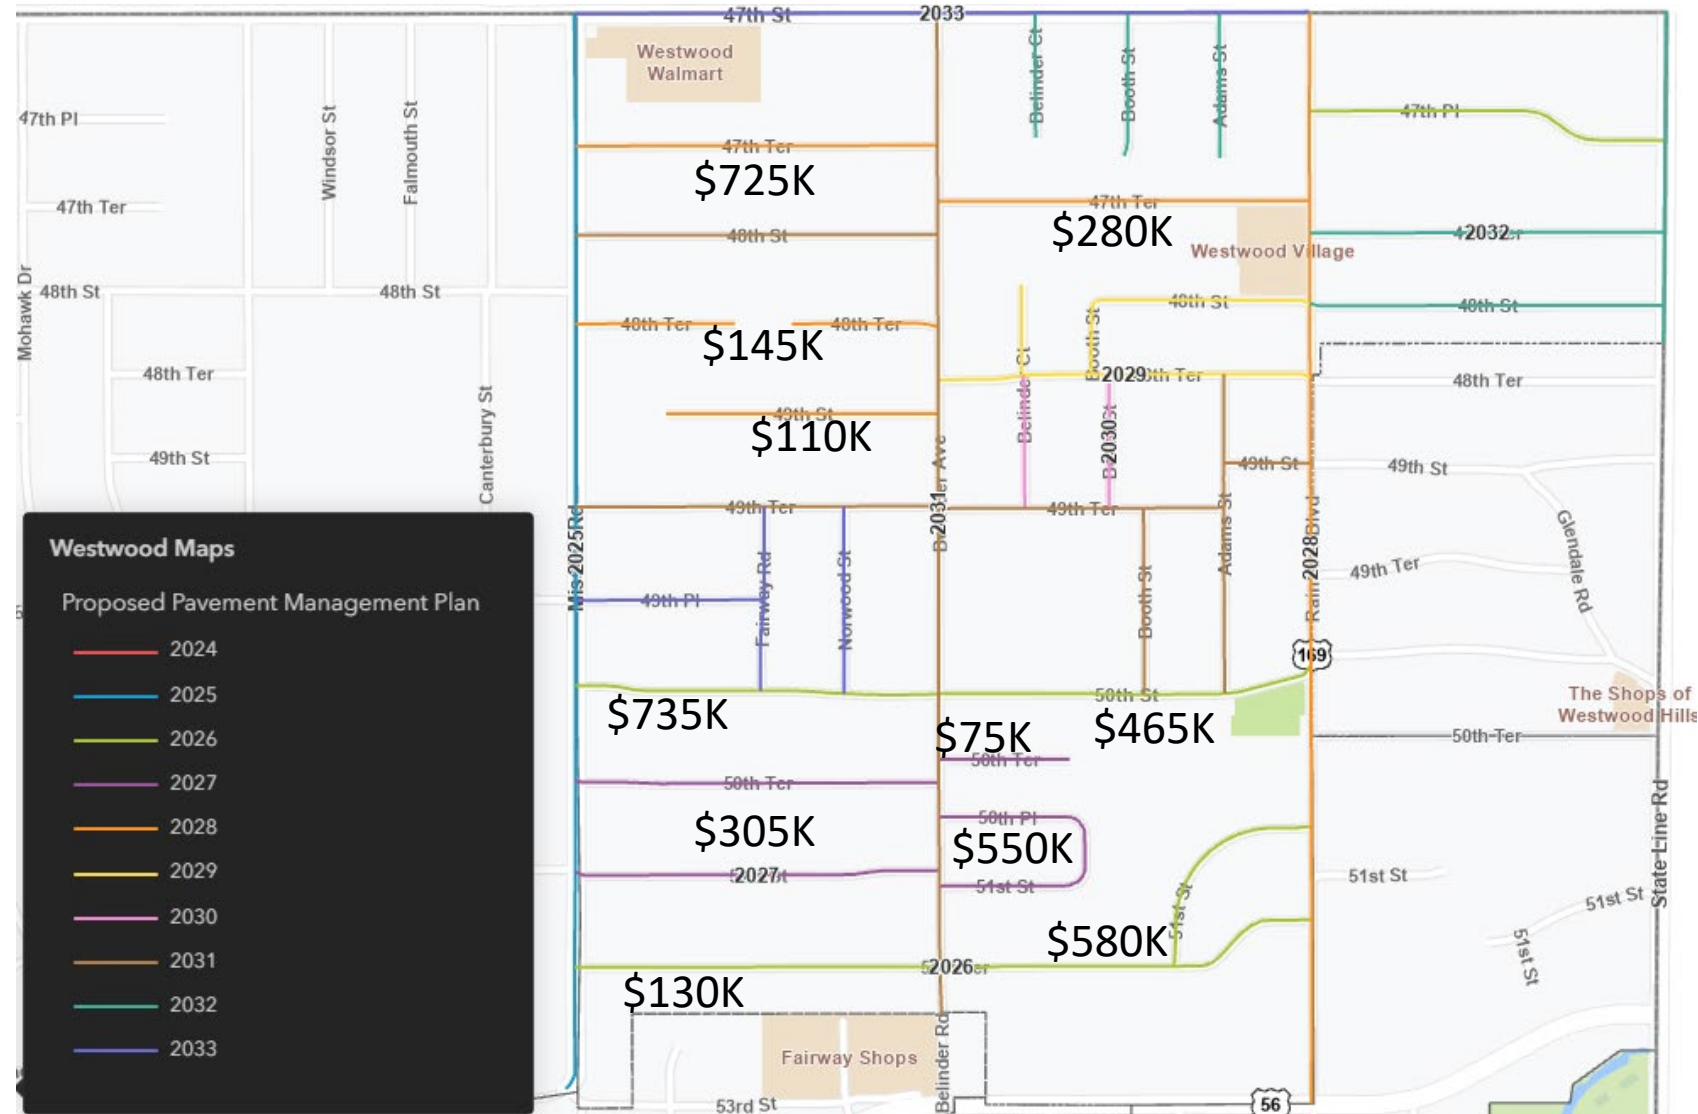 47th St
2033
Westwood
Walmart
Belinder Ct
Booth St
Adams St
47th Pl
47th Pl
Windsor St
Falmouth St
47th Ter
$725K
47th Ter
47th Ter
$280K
48th St
2032
Westwood Village
48th St
48th St
48th St
48th St
Mohawk Dr
48th Ter
48th Ter
$145K
Booth St
48th Ter
2029
48th Ter
Canterbury St
Belinder Ct
49th St
$110K
2030
49th St
49th St
49th St
2031
49th Ter
49th Ter
Adams St
2025
Rd
2028
Blvd
Glendale Rd
49th Ter
Fairway Rd
Norwood St
Booth St
49th Pl
169
50th St
The Shops of
Westwood Hills
$735K
$75K
$465K
50th Ter
50th Ter
50th Ter
State Line Rd
50th Pl
$305K
$550K
2027
51st St
51st St
51st St
51st St
51st St
$580K
2026
$130K
Fairway Shops
Belinder Rd
53rd St
56
Westwood Maps
Proposed Pavement Management Plan
2024
2025
2026
2027
2028
2029
2030
2031
2032
2033